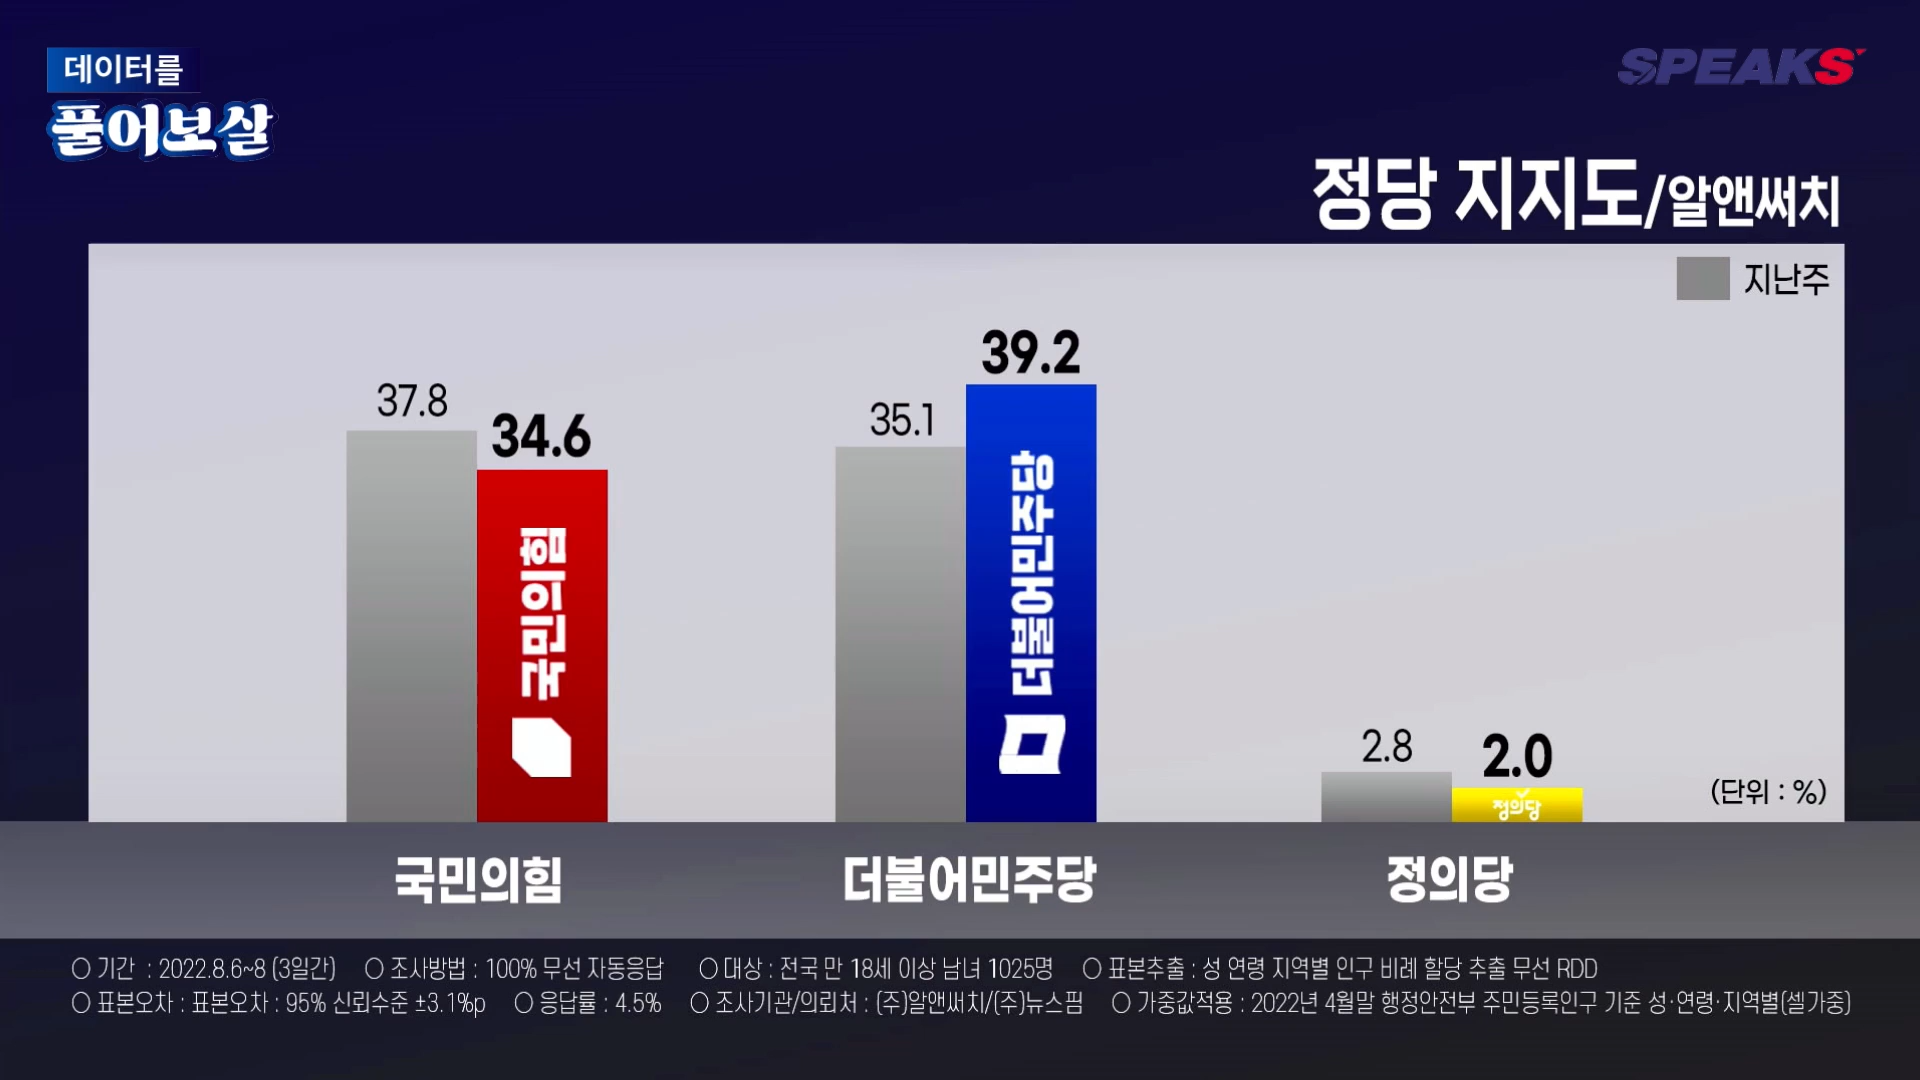 데이터를
풀어보살
SPEAKS
정당 지지도/알앤써치
지난주
37.8
34.6
국민의힘
35.1
39.2
더불어민주당
2.8
2.0
정의당
(단위 : %)
국민의힘
더불어민주당
정의당
○ 기간 : 2022.8.6~8 (3일간) ○ 조사방법 : 100% 무선 자동응답 ○ 대상 : 전국 만 18세 이상 남녀 1025명 ○ 표본추출 : 성 연령 지역별 인구 비례 할당 추출 무선 RDD
○ 표본오차 : 표본오차 : 95% 신뢰수준 ±3.1%p ○ 응답률 : 4.5% ○ 조사기관/의뢰처 : (주)알앤써치/(주)뉴스핌 ○ 가중값적용 : 2022년 4월말 행정안전부 주민등록인구 기준 성·연령·지역별(셀가중)